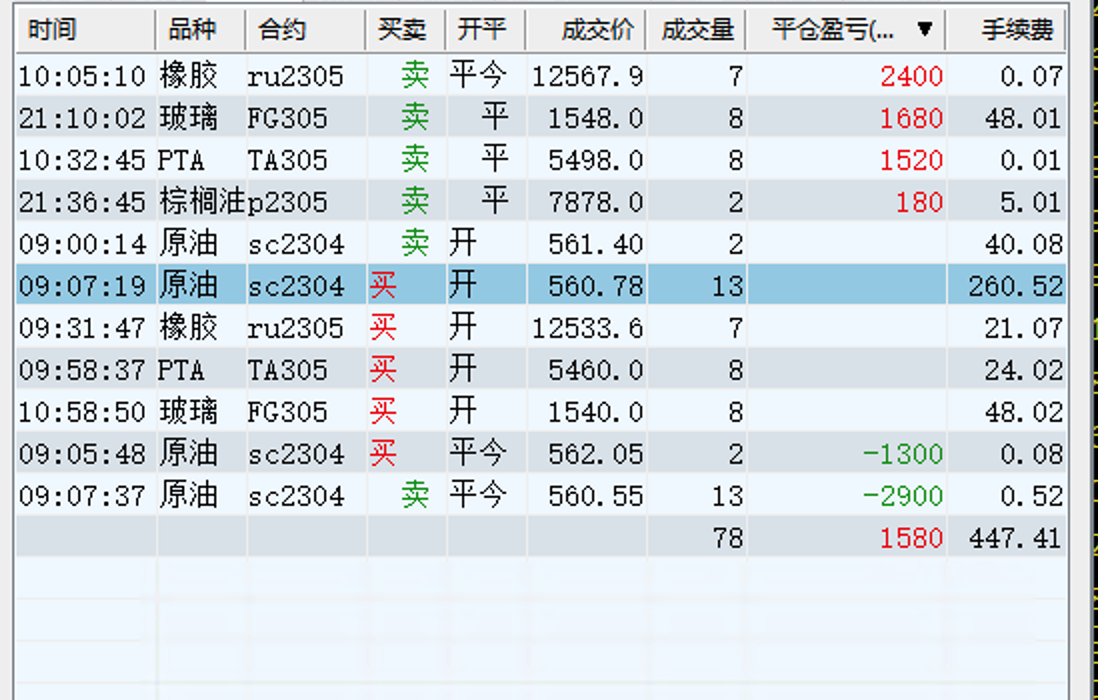 时间 品种 合约 买卖 开平 成交价 成交量 平仓盈亏(... ▼ 手续费
10:05:10 橡胶 ru2305 卖 平今 12567.9 7 2400 0.07
21:10:02 玻璃 FG305 卖 平 1548.0 8 1680 48.01
10:32:45 PTA TA305 卖 平 5498.0 8 1520 0.01
21:36:45 棕榈油 p2305 卖 平 7878.0 2 180 5.01
09:00:14 原油 sc2304 卖 开 561.40 2 40.08
09:07:19 原油 sc2304 买 开 560.78 13 260.52
09:31:47 橡胶 ru2305 买 开 12533.6 7 21.07
09:58:37 PTA TA305 买 开 5460.0 8 24.02
10:58:50 玻璃 FG305 买 开 1540.0 8 48.02
09:05:48 原油 sc2304 买 平今 562.05 2 -1300 0.08
09:07:37 原油 sc2304 卖 平今 560.55 13 -2900 0.52
78 1580 447.41